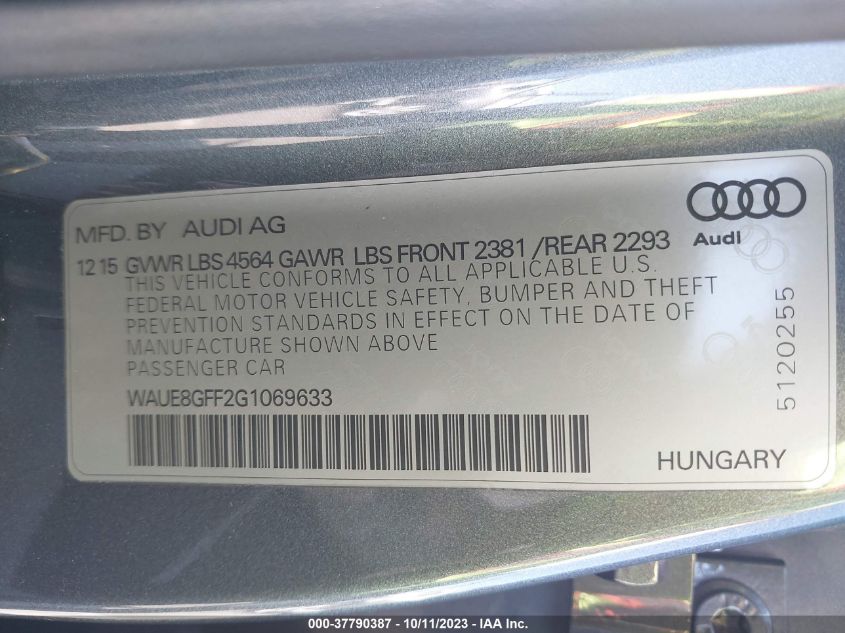 MFD. BY AUDI AG
Audi
12 15 GVWR LBS 4564 GAWR LBS FRONT 2381 /REAR 2293
THIS VEHICLE CONFORMS TO ALL APPLICABLE U.S.
FEDERAL MOTOR VEHICLE SAFETY, BUMPER AND THEFT
PREVENTION STANDARDS IN EFFECT ON THE DATE OF
MANUFACTURE SHOWN ABOVE
PASSENGER CAR
WAUE8GFF2G1069633
5120255
HUNGARY
000-37790387 - 10/11/2023 - © IAA, Inc.